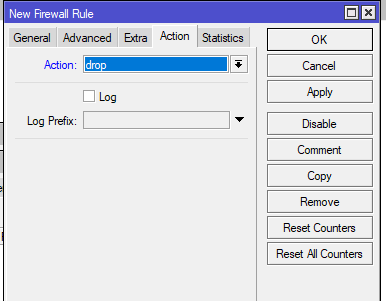 New Firewall Rule
General Advanced Extra Action Statistics
Action: drop
Log
Log Prefix:
OK
Cancel
Apply
Disable
Comment
Copy
Remove
Reset Counters
Reset All Counters